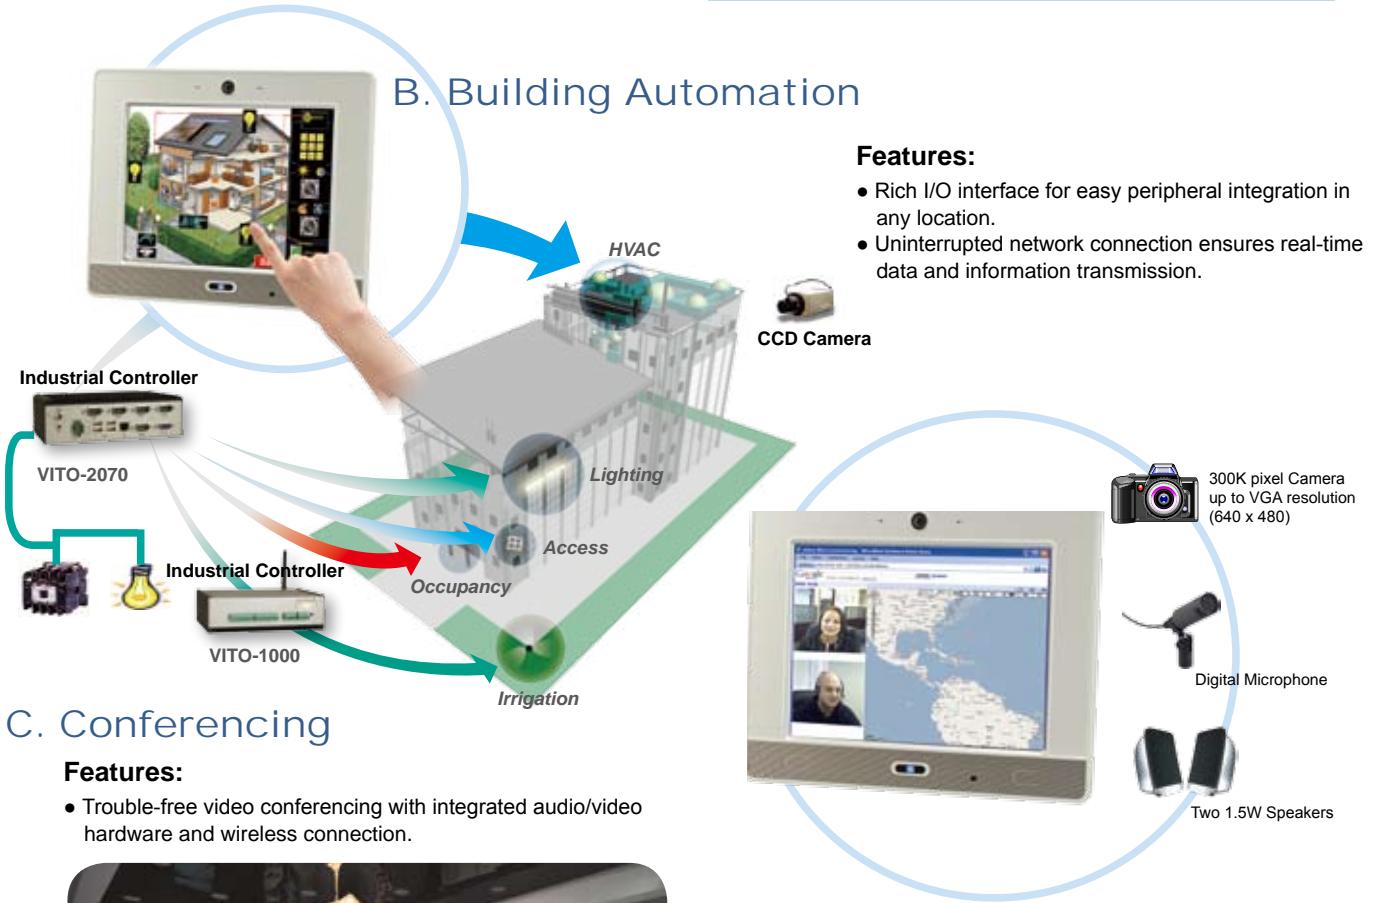 B. Building Automation
Features:
● Rich I/O interface for easy peripheral integration in
any location.
● Uninterrupted network connection ensures real-time
data and information transmission.
HVAC
CCD Camera
Industrial Controller
VITO-2070
Lighting
Access
Occupancy
Industrial Controller
VITO-1000
Irrigation
300K pixel Camera
up to VGA resolution
(640 x 480)
Digital Microphone
Two 1.5W Speakers
C. Conferencing
Features:
● Trouble-free video conferencing with integrated audio/video
hardware and wireless connection.